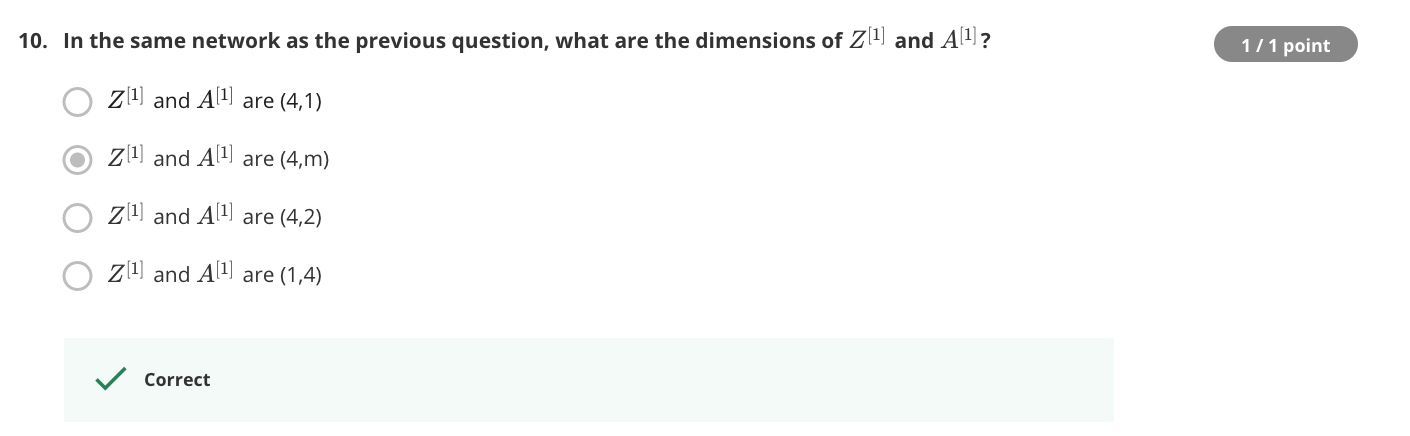 10. In the same network as the previous question, what are the dimensions of Z[1] and A[1]?
1 / 1 point
Z[1] and A[1] are (4,1)
Z[1] and A[1] are (4,m)
Z[1] and A[1] are (4,2)
Z[1] and A[1] are (1,4)
Correct